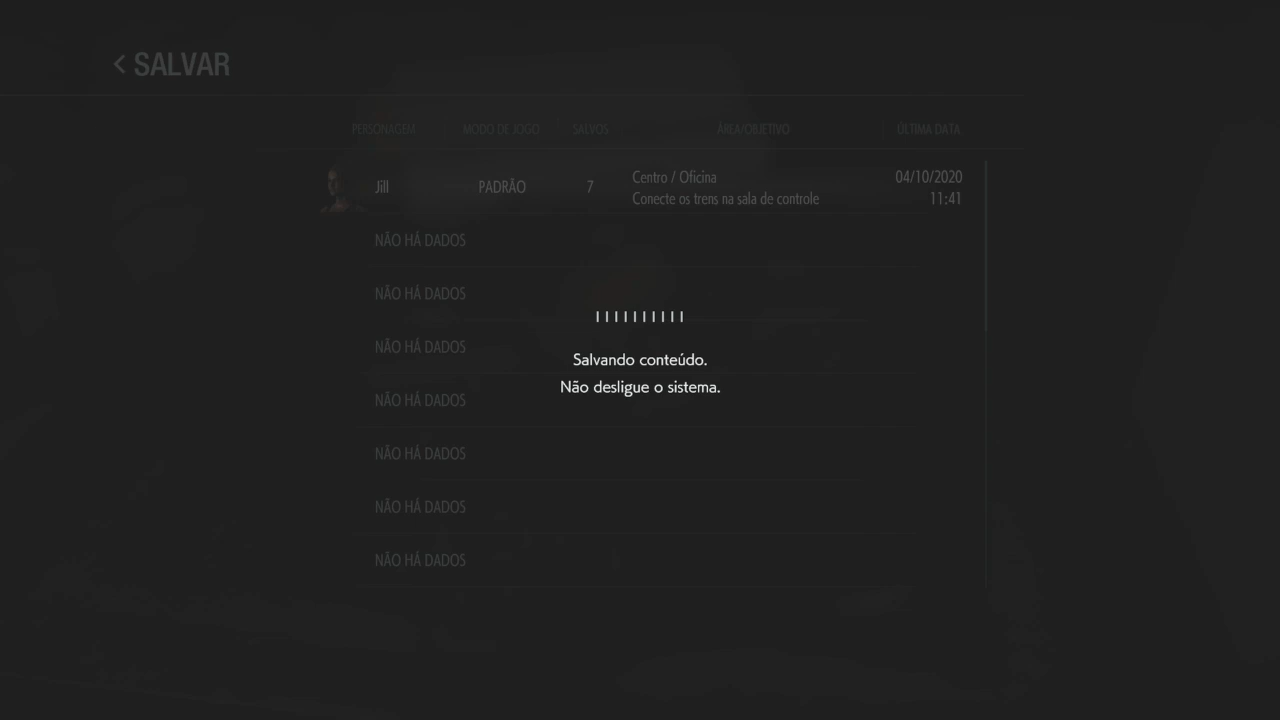 < SALVAR
PERSONAGEM MODO DE JOGO SALVOS ÁREA/OBJETIVO ÚLTIMA DATA
Jill PADRÃO 7 Centro / Oficina 04/10/2020
Conecte os trens na sala de controle 11:41
NÃO HÁ DADOS
NÃO HÁ DADOS
NÃO HÁ DADOS
NÃO HÁ DADOS
NÃO HÁ DADOS
NÃO HÁ DADOS
NÃO HÁ DADOS
Salvando conteúdo.
Não desligue o sistema.